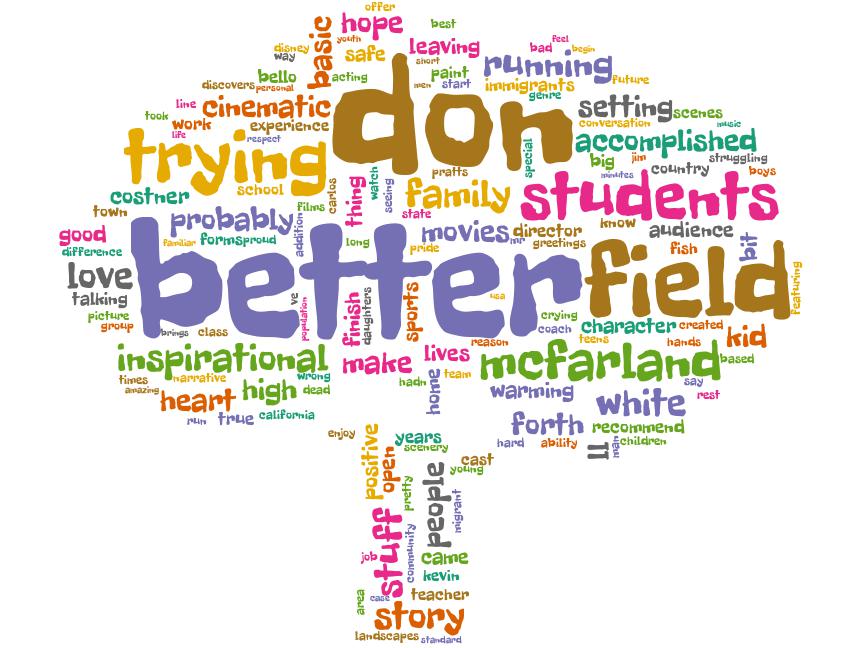 offer
hope
best
youth
basic
disney
way
safe
leaving
bad
feel
begin
short
running
bello
acting
paint
men
start
immigrants
future
discovers
personal
genre
line
cinematic
don
setting
scenes
took
work
experience
conversation
music
life
respect
trying
special
accomplished
big
jim
struggling
minutes
country
boys
pratts
school
carlos
thing
watch
seeing
family
students
costner
town
films
state
probably
addition
know
audience
good
movies
mr
director
familiar
forms
proud
long
pride
greetings
fish
bit
difference
love
better
field
featuring
talking
usa
picture
ve
population
finish
daughters
sports
crying
group
brings
class
coach
character
created
reason
teens
hands
kid
inspirational
make
lives
mcfarland
based
times
narrative
wrong
hadn
home
team
say
amazing
heart
high
dead
warming
white
rest
run
true
california
forth
recommend
enjoy
positive
years
scenery
hard
ability
ll
man
children
open
cast
young
pretty
people
migrant
stuff
community
job
came
kevin
area
case
teacher
story
landscapes
standard